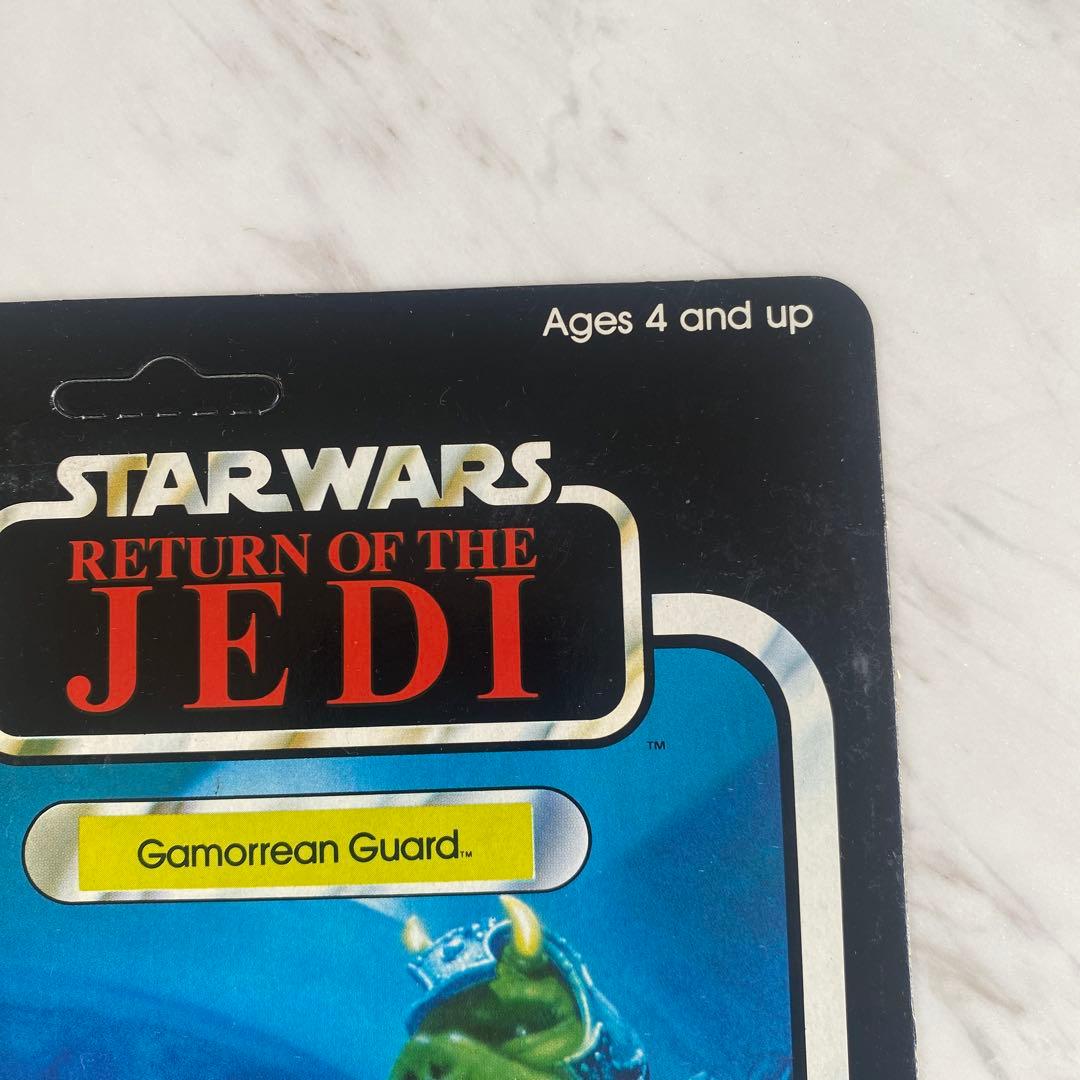 Ages 4 and up
STAR WARS
RETURN OF THE
JEDI
TM
Gamorrean Guard™